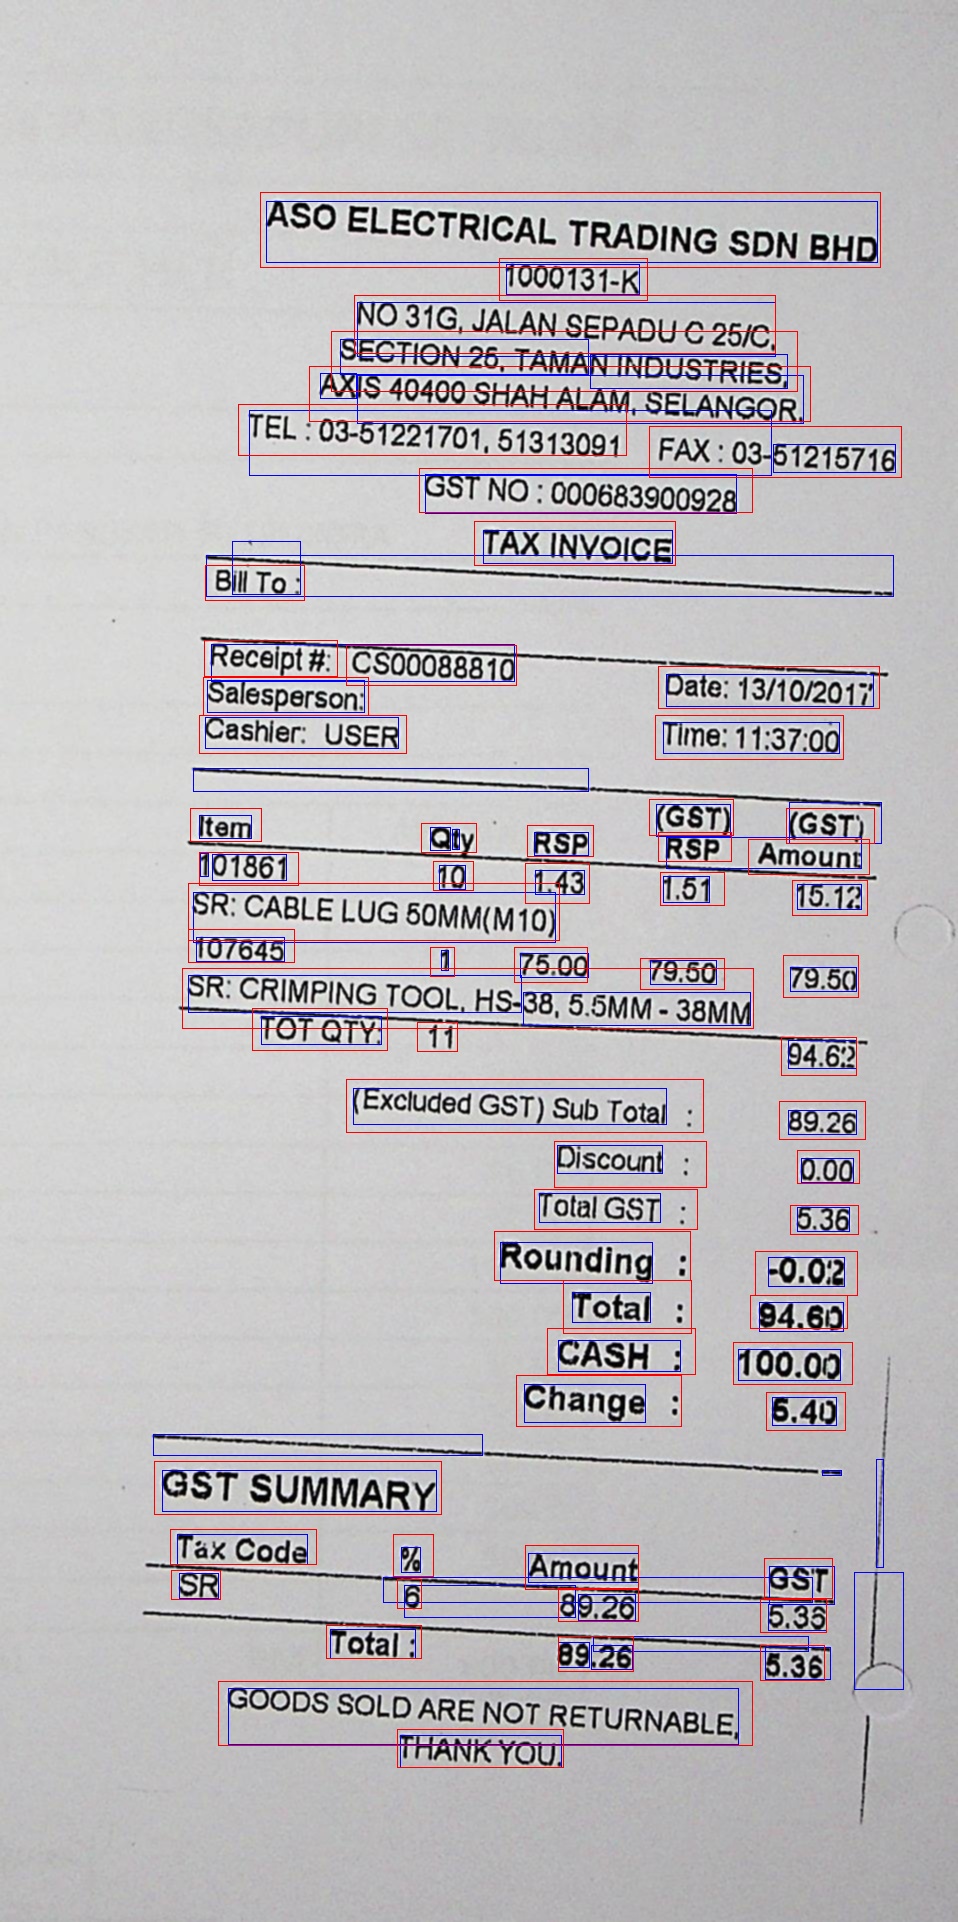 ASO ELECTRICAL TRADING SDN BHD
1000131-K
NO 31G, JALAN SEPADU C 25/C,
SECTION 25, TAMAN INDUSTRIES,
AXIS 40400 SHAH ALAM, SELANGOR.
TEL : 03-51221701, 51313091 FAX : 03-51215716
GST NO : 000683900928
TAX INVOICE
Bill To :
Receipt #: CS00088810 Date: 13/10/2017
Salesperson:
Cashier: USER Time: 11:37:00
(GST) (GST)
Item Qty RSP RSP Amount
101861 10 1.43 1.51 15.12
SR: CABLE LUG 50MM(M10)
107645 1 75.00 79.50 79.50
SR: CRIMPING TOOL, HS-38, 5.5MM - 38MM
TOT QTY: 11 94.62
(Excluded GST) Sub Total : 89.26
Discount : 0.00
Total GST : 5.36
Rounding : -0.02
Total : 94.60
CASH : 100.00
Change : 5.40
GST SUMMARY
Tax Code % Amount GST
SR 6 89.26 5.36
Total : 89.26 5.36
GOODS SOLD ARE NOT RETURNABLE,
THANK YOU.